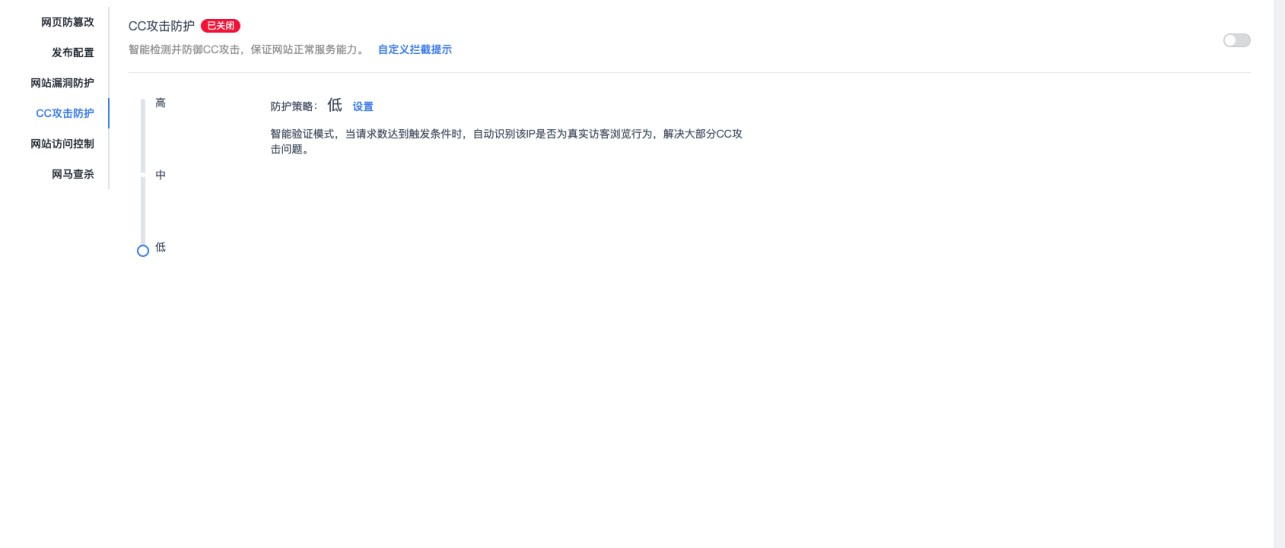 网页防篡改
发布配置
网站漏洞防护
CC攻击防护
网站访问控制
网马查杀
CC攻击防护 已关闭
智能检测并防御CC攻击，保证网站正常服务能力。 自定义拦截提示
高
中
低
防护策略： 低 设置
智能验证模式，当请求数达到触发条件时，自动识别该IP是否为真实访客浏览行为，解决大部分CC攻
击问题。